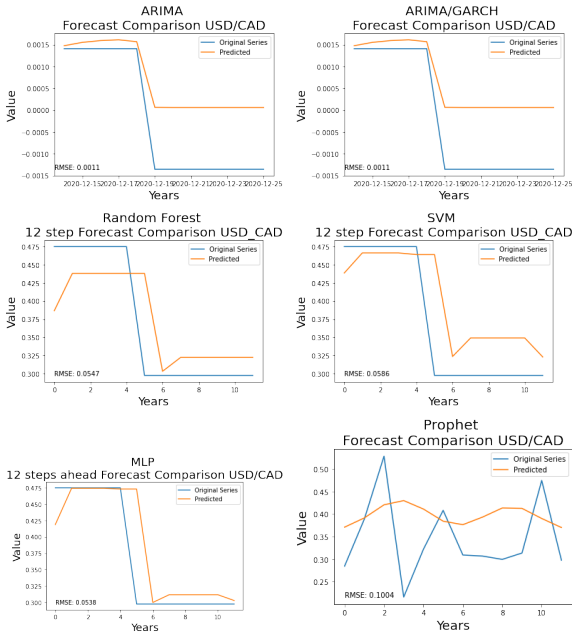 ARIMA
Forecast Comparison USD/CAD
Original Series
Predicted
0.0015
0.0010
0.0005
0.0000
−0.0005
−0.0010
−0.0015
Value
RMSE: 0.0011
2020-12-15 2020-12-17 2020-12-19 2020-12-21 2020-12-23 2020-12-25
Years
ARIMA/GARCH
Forecast Comparison USD/CAD
Original Series
Predicted
0.0015
0.0010
0.0005
0.0000
−0.0005
−0.0010
−0.0015
Value
RMSE: 0.0011
2020-12-15 2020-12-17 2020-12-19 2020-12-21 2020-12-23 2020-12-25
Years
Random Forest
12 step Forecast Comparison USD_CAD
Original Series
Predicted
0.475
0.450
0.425
0.400
0.375
0.350
0.325
0.300
Value
RMSE: 0.0547
0 2 4 6 8 10
Years
SVM
12 step Forecast Comparison USD_CAD
Original Series
Predicted
0.475
0.450
0.425
0.400
0.375
0.350
0.325
0.300
Value
RMSE: 0.0586
0 2 4 6 8 10
Years
MLP
12 steps ahead Forecast Comparison USD/CAD
Original Series
Predicted
0.475
0.450
0.425
0.400
0.375
0.350
0.325
0.300
Value
RMSE: 0.0538
0 2 4 6 8 10
Years
Prophet
Forecast Comparison USD/CAD
Original Series
Predicted
0.50
0.45
0.40
0.35
0.30
0.25
Value
RMSE: 0.1004
0 2 4 6 8 10
Years